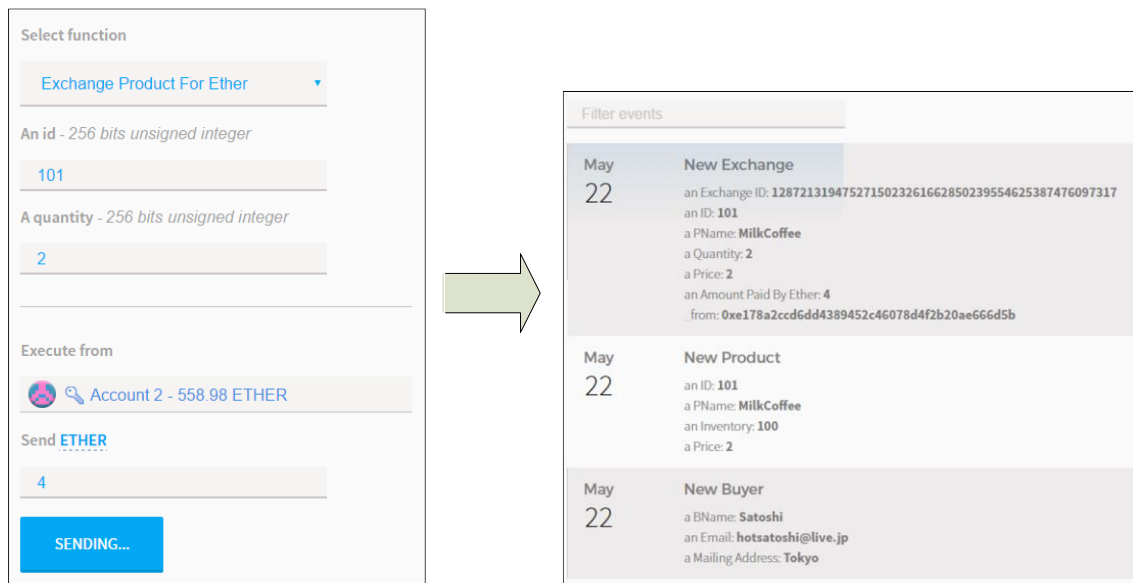 Select function
Exchange Product For Ether
An id - 256 bits unsigned integer
101
A quantity - 256 bits unsigned integer
2
Execute from
Account 2 - 558.98 ETHER
Send ETHER
4
SENDING...
Filter events
May
22
New Exchange
an Exchange ID: 12872131947527150232616628502395546253874760973​17
an ID: 101
a PName: MilkCoffee
a Quantity: 2
a Price: 2
an Amount Paid By Ether: 4
_from: 0xe178a2ccd6dd4389452c46078d4f2b20ae666d5b
May
22
New Product
an ID: 101
a PName: MilkCoffee
an Inventory: 100
a Price: 2
May
22
New Buyer
a BName: Satoshi
an Email: hotsatoshi@live.jp
a Mailing Address: Tokyo